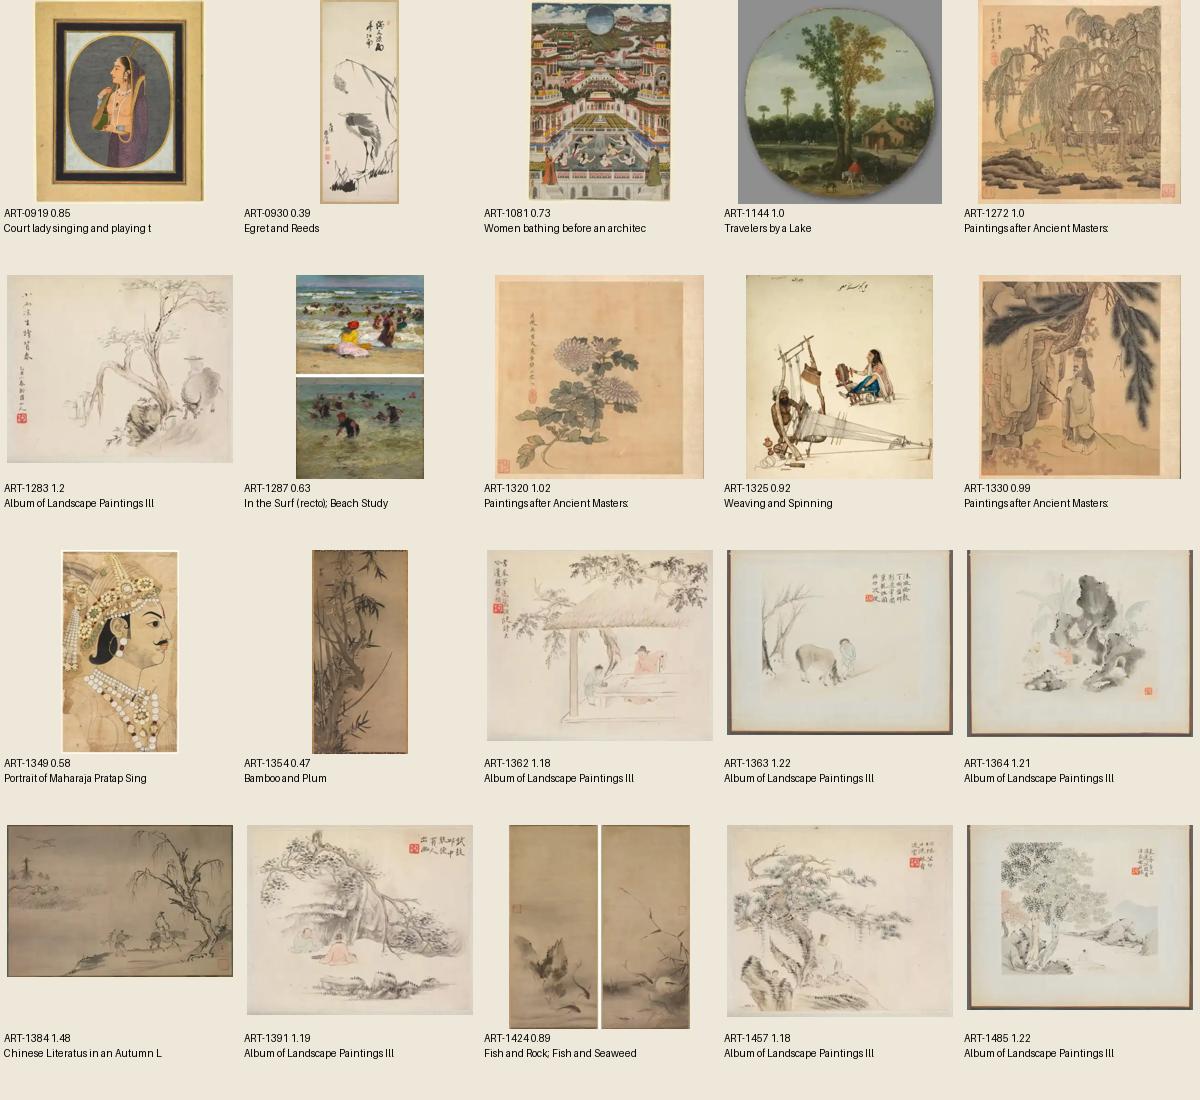 ART-0919 0.85
Court lady singing and playing t
ART-0930 0.39
Egret and Reeds
ART-1081 0.73
Women bathing before an architec
ART-1144 1.0
Travelers by a Lake
ART-1272 1.0
Paintings after Ancient Masters:
ART-1283 1.2
Album of Landscape Paintings Ill
ART-1287 0.63
In the Surf (recto); Beach Study
ART-1320 1.02
Paintings after Ancient Masters:
ART-1325 0.92
Weaving and Spinning
ART-1330 0.99
Paintings after Ancient Masters:
ART-1349 0.58
Portrait of Maharaja Pratap Sing
ART-1354 0.47
Bamboo and Plum
ART-1362 1.18
Album of Landscape Paintings Ill
ART-1363 1.22
Album of Landscape Paintings Ill
ART-1364 1.21
Album of Landscape Paintings Ill
ART-1384 1.48
Chinese Literatus in an Autumn L
ART-1391 1.19
Album of Landscape Paintings Ill
ART-1424 0.89
Fish and Rock; Fish and Seaweed
ART-1457 1.18
Album of Landscape Paintings Ill
ART-1485 1.22
Album of Landscape Paintings Ill